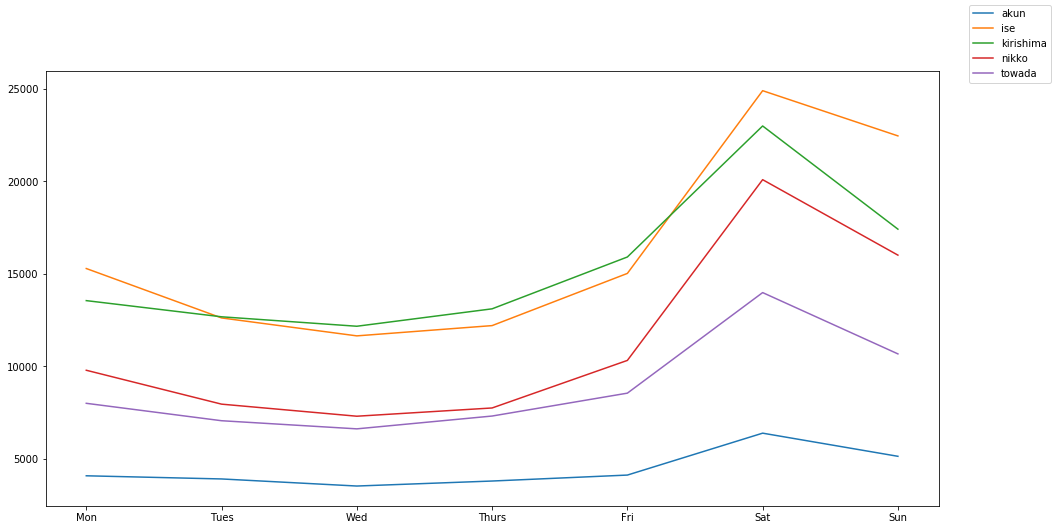 akun
ise
kirishima
nikko
towada
25000
20000
15000
10000
5000
Mon Tues Wed Thurs Fri Sat Sun